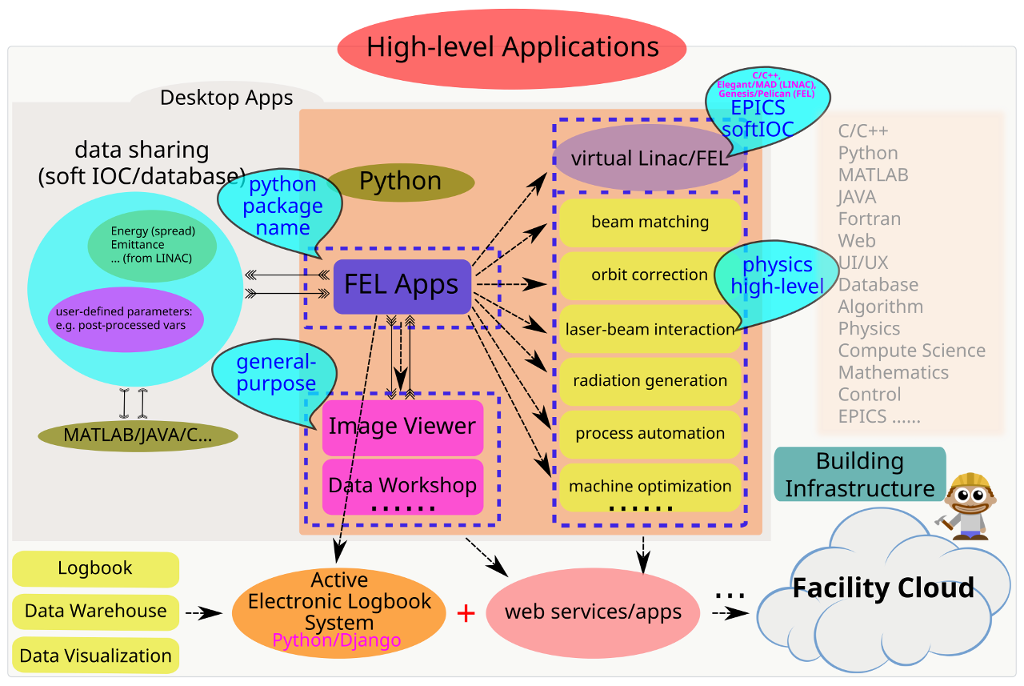 High-level Applications
Desktop Apps
data sharing
(soft IOC/database)
Energy (spread)
Emittance
... (from LINAC)
user-defined parameters:
e.g. post-processed vars
MATLAB/JAVA/C...
python
package
name
Python
FEL Apps
general-
purpose
Image Viewer
Data Workshop
......
C/C++,
Elegant/MAD (LINAC),
Genesis/Pelican (FEL)
EPICS
softIOC
virtual Linac/FEL
beam matching
orbit correction
laser-beam interaction
radiation generation
process automation
machine optimization
......
physics
high-level
C/C++
Python
MATLAB
JAVA
Fortran
Web
UI/UX
Database
Algorithm
Physics
Compute Science
Mathematics
Control
EPICS ......
Building
Infrastructure
Logbook
Data Warehouse
Data Visualization
Active
Electronic Logbook
System
Python/Django
+
web services/apps
...
Facility Cloud